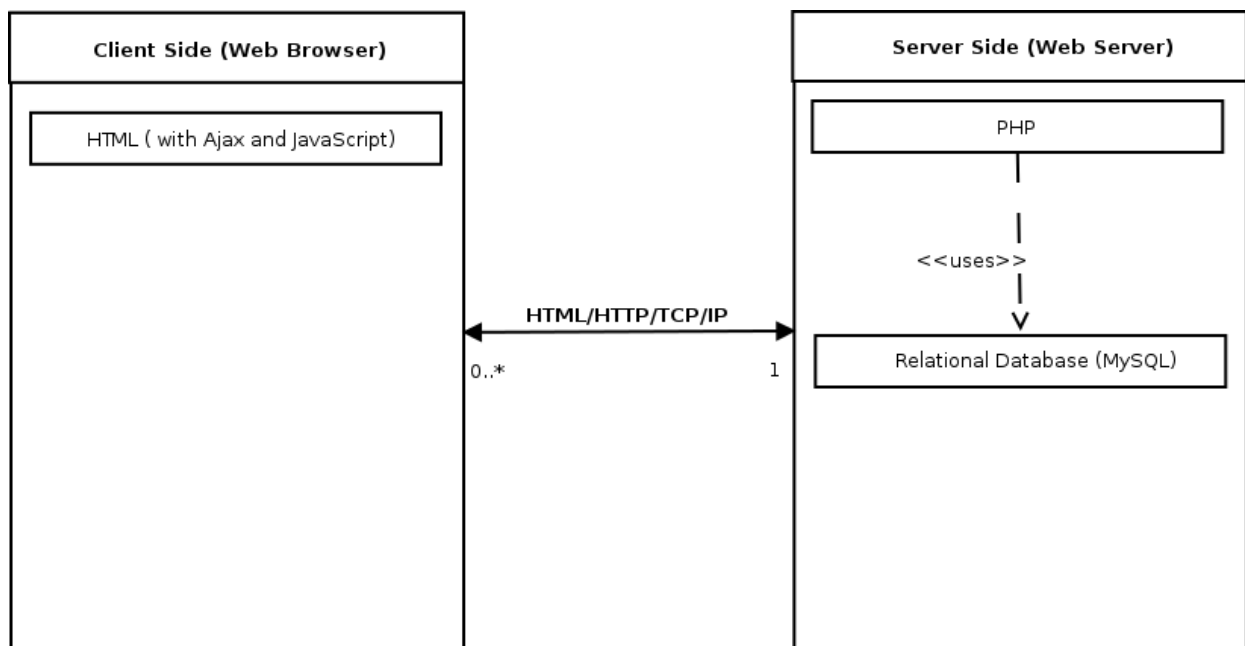 Client Side (Web Browser)
HTML ( with Ajax and JavaScript)
HTML/HTTP/TCP/IP
0..*
1
Server Side (Web Server)
PHP
<<uses>>
Relational Database (MySQL)